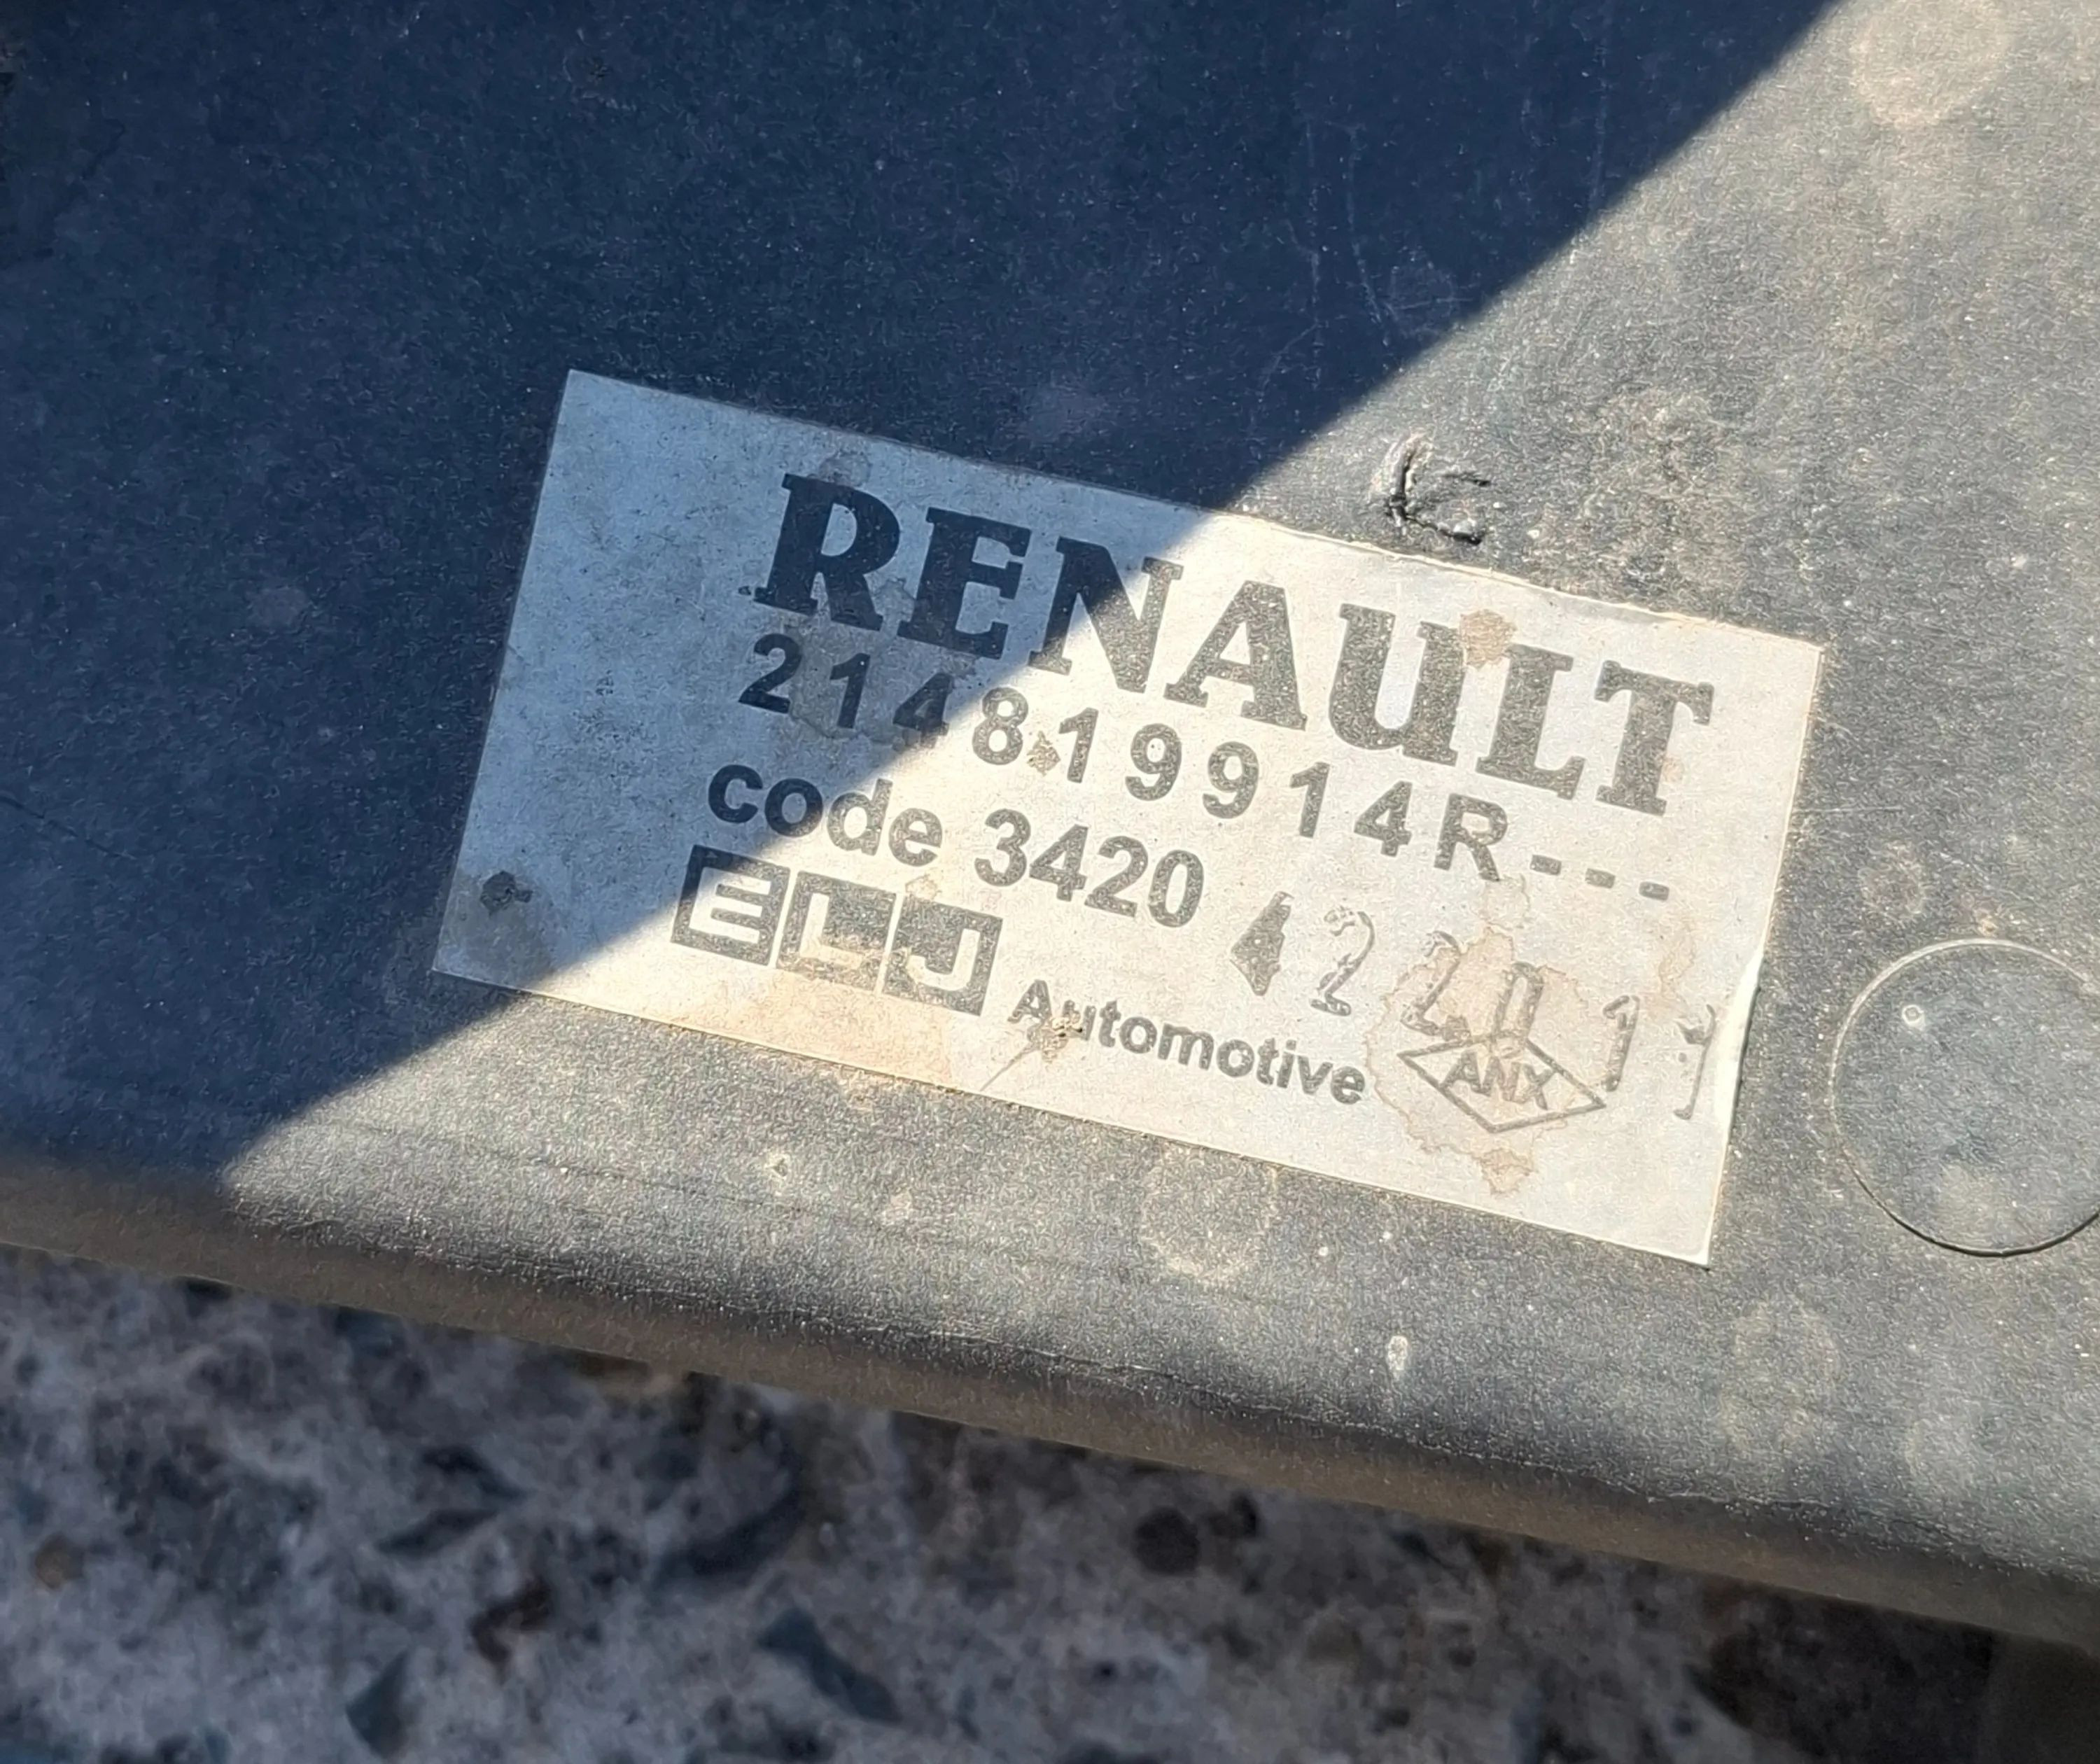 RENAULT
214819914R---
code 3420
ELJ Automotive
ANX